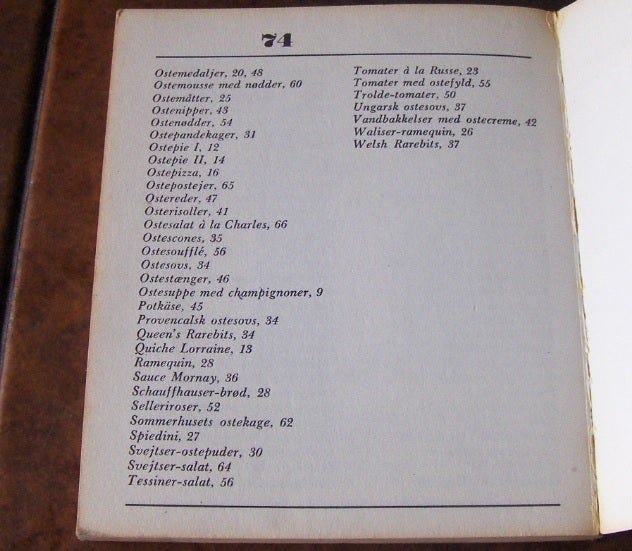 74
Ostemedaljer, 20, 48
Ostemousse med nødder, 60
Ostemåtter, 25
Ostenipper, 43
Ostenødder, 54
Ostepandekager, 31
Ostepie I, 12
Ostepie II, 14
Ostepizza, 16
Ostepostejer, 65
Ostereder, 47
Osterisoller, 41
Ostesalat à la Charles, 66
Ostescones, 35
Ostesoufflé, 56
Ostesovs, 34
Ostestænger, 46
Ostesuppe med champignoner, 9
Potkäse, 45
Provencalsk ostesovs, 34
Queen's Rarebits, 34
Quiche Lorraine, 13
Ramequin, 28
Sauce Mornay, 36
Schauffhauser-brød, 28
Selleriroser, 52
Sommerhusets ostekage, 62
Spiedini, 27
Svejtser-ostepuder, 30
Svejtser-salat, 64
Tessiner-salat, 56
Tomater à la Russe, 23
Tomater med ostefyld, 55
Trolde-tomater, 50
Ungarsk ostesovs, 37
Vandbakkelser med ostecreme, 42
Waliser-ramequin, 26
Welsh Rarebits, 37